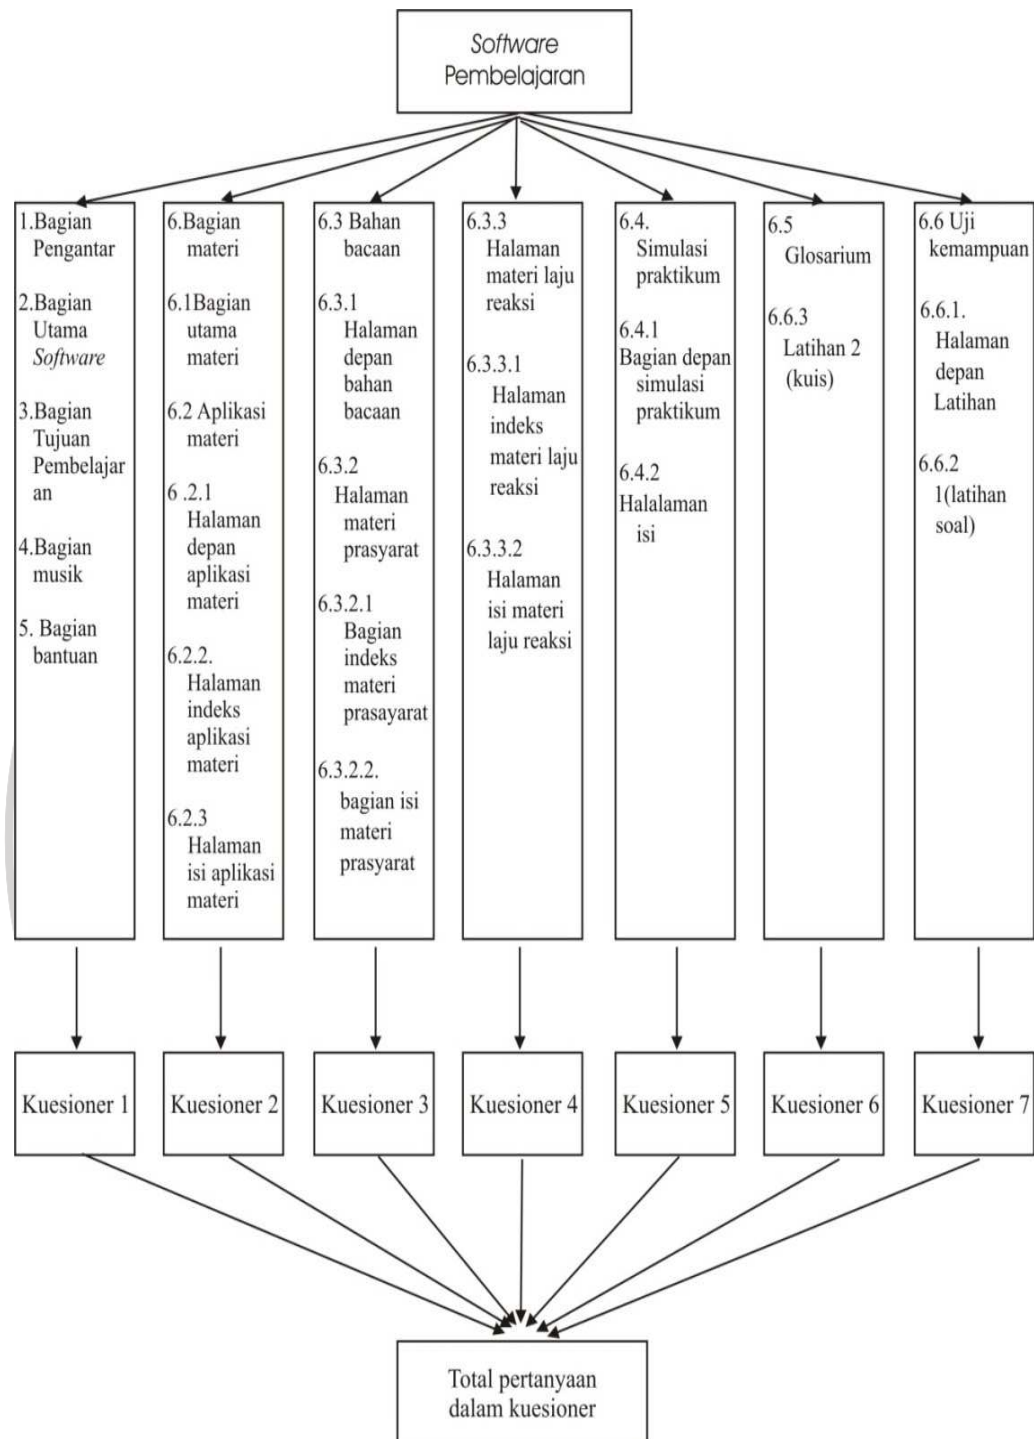 Software
Pembelajaran
1.Bagian
Pengantar
2.Bagian
Utama
Software
3.Bagian
Tujuan
Pembelajar
an
4.Bagian
musik
5. Bagian
bantuan
6.Bagian
materi
6.1Bagian
utama
materi
6.2 Aplikasi
materi
6 .2.1
Halaman
depan
aplikasi
materi
6.2.2.
Halaman
indeks
aplikasi
materi
6.2.3
Halaman
isi aplikasi
materi
6.3 Bahan
bacaan
6.3.1
Halaman
depan
bahan
bacaan
6.3.2
Halaman
materi
prasyarat
6.3.2.1
Bagian
indeks
materi
prasayarat
6.3.2.2.
bagian isi
materi
prasyarat
6.3.3
Halaman
materi laju
reaksi
6.3.3.1
Halaman
indeks
materi laju
reaksi
6.3.3.2
Halaman
isi materi
laju reaksi
6.4.
Simulasi
praktikum
6.4.1
Bagian depan
simulasi
praktikum
6.4.2
Halalaman
isi
6.5
Glosarium
6.6.3
Latihan 2
(kuis)
6.6 Uji
kemampuan
6.6.1.
Halaman
depan
Latihan
6.6.2
1(latihan
soal)
Kuesioner 1
Kuesioner 2
Kuesioner 3
Kuesioner 4
Kuesioner 5
Kuesioner 6
Kuesioner 7
Total pertanyaan
dalam kuesioner